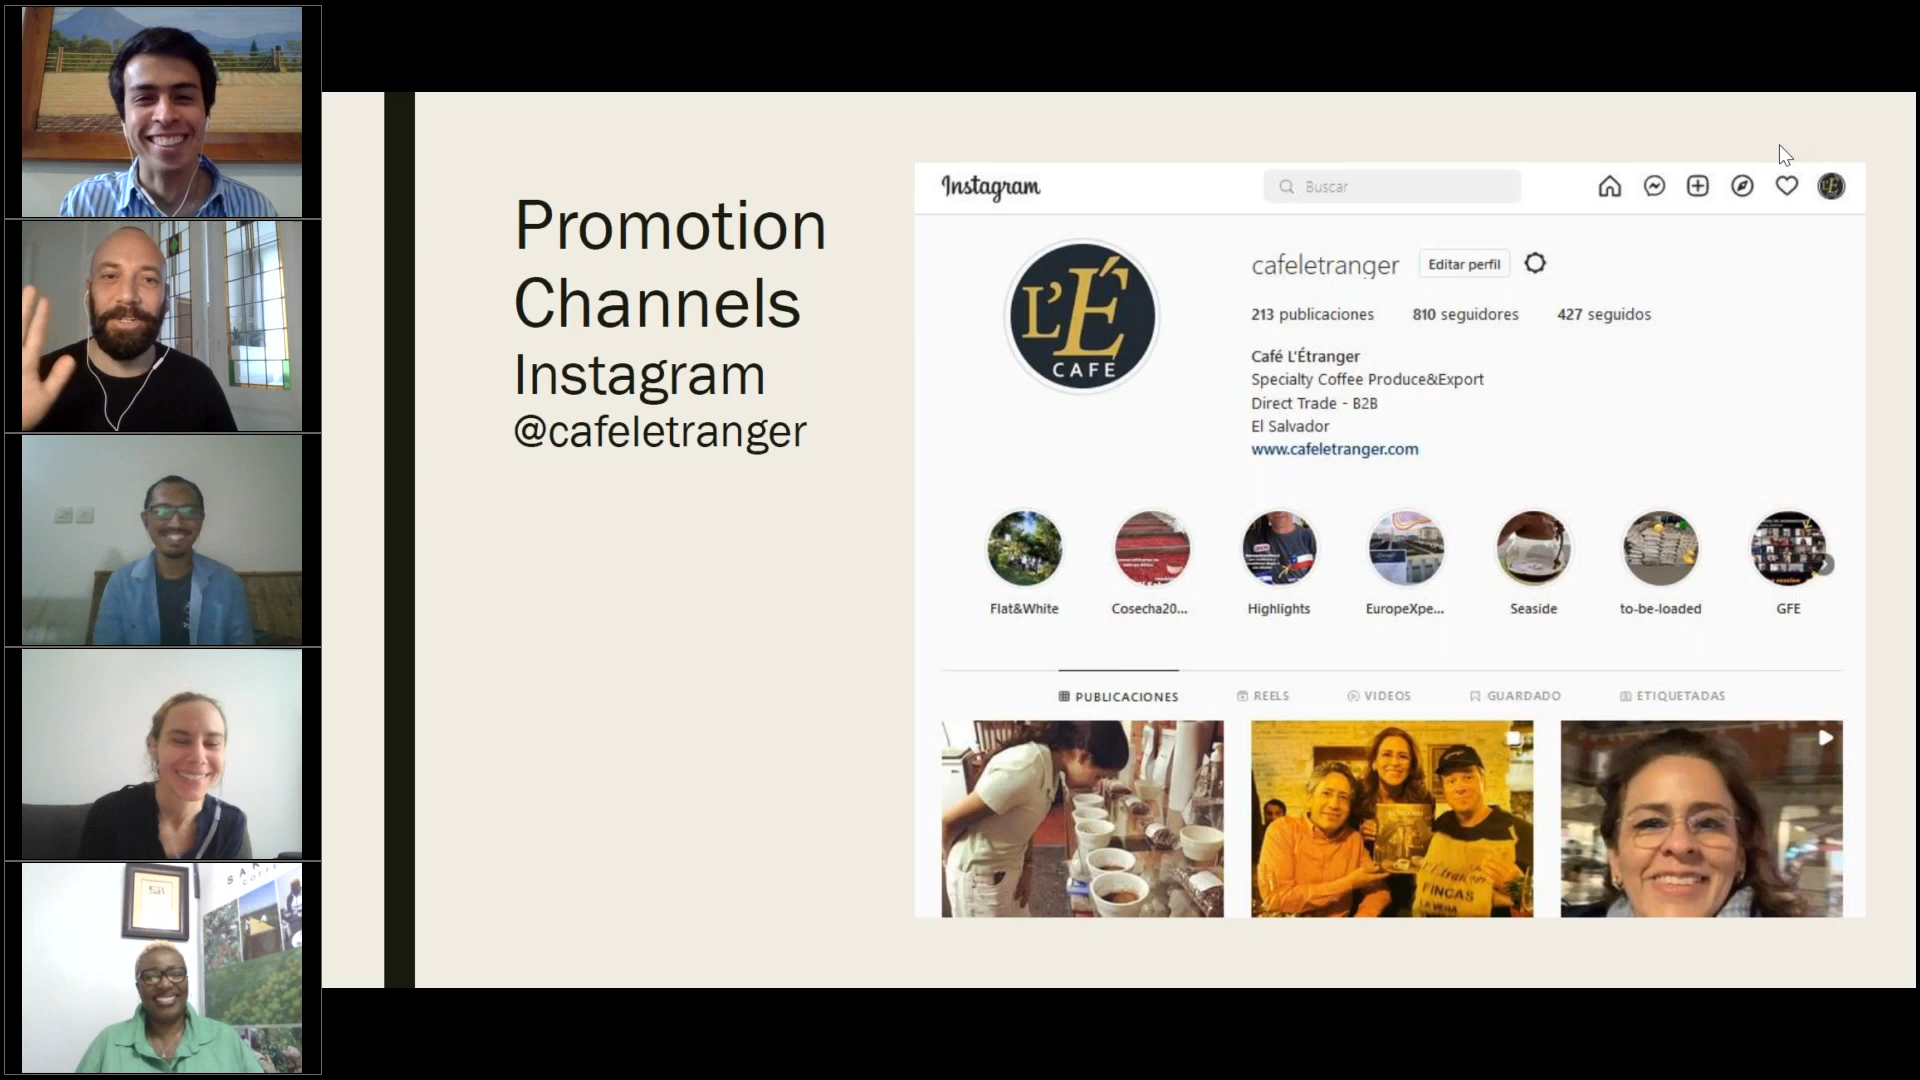 Promotion
Channels
Instagram
@cafeletranger
Instagram
Buscar
L'É
L'É
CAFE
cafeletranger
Editar perfil
213 publicaciones 810 seguidores 427 seguidos
Café L'Étranger
Specialty Coffee Produce&Export
Direct Trade - B2B
El Salvador
www.cafeletranger.com
Flat&White Cosecha20... Highlights EuropeXpe... Seaside to-be-loaded GFE
PUBLICACIONES REELS VIDEOS GUARDADO ETIQUETADAS
L'Étranger
FINCAS